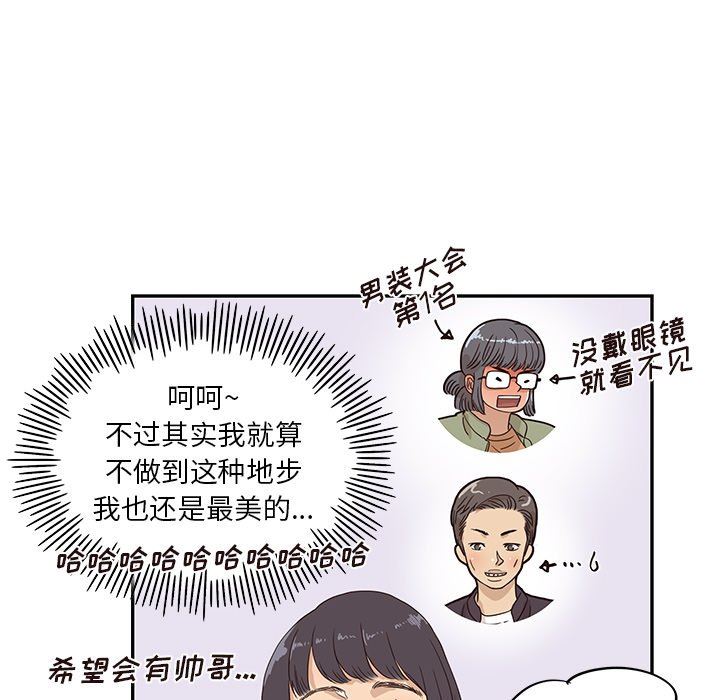 男装大会
第1名
没戴眼镜
就看不见
呵呵~
不过其实我就算
不做到这种地步
我也还是最美的...
哈哈哈哈哈哈哈哈哈哈
...
希望会有帅哥...